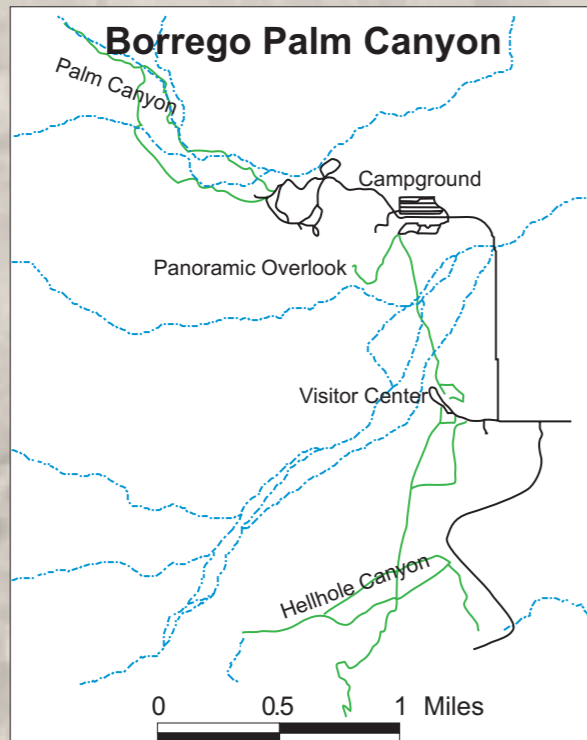 Borrego Palm Canyon
Palm Canyon
Campground
Panoramic Overlook
Visitor Center
Hellhole Canyon
0 0.5 1 Miles